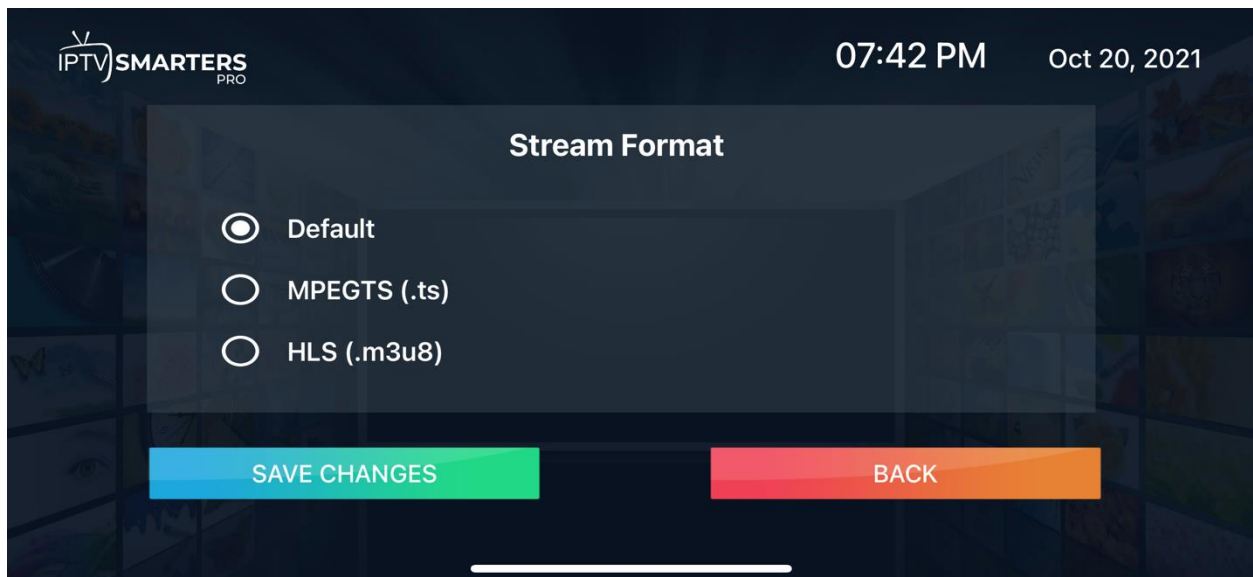 IPTV SMARTERS
PRO
07:42 PM
Oct 20, 2021
Stream Format
Default
MPEGTS (.ts)
HLS (.m3u8)
SAVE CHANGES
BACK